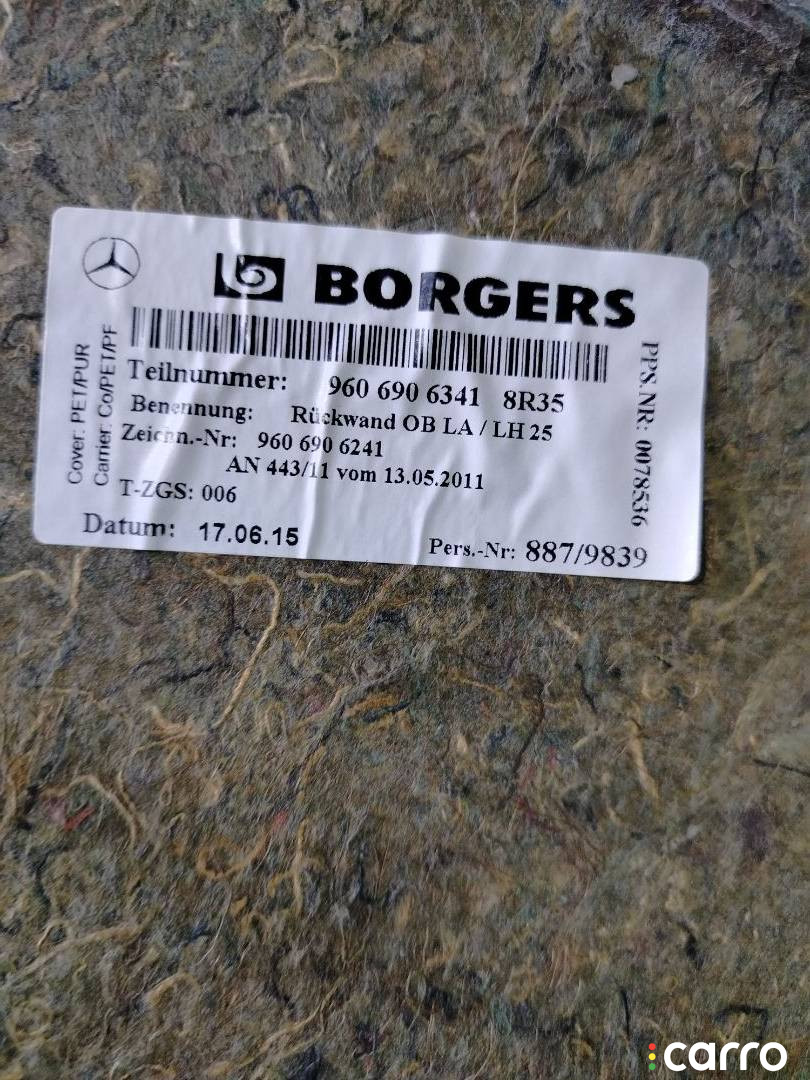 BORGERS
Teilnummer: 960 690 6341 8R35
Benennung: Rückwand OB LA / LH 25
Zeichn.-Nr: 960 690 6241
AN 443/11 vom 13.05.2011
T-ZGS: 006
Datum: 17.06.15
Pers.-Nr: 887/9839
Cover: PET/PUR
Carrier: Co/PET/PF
PPS.NR: 0078536
carro